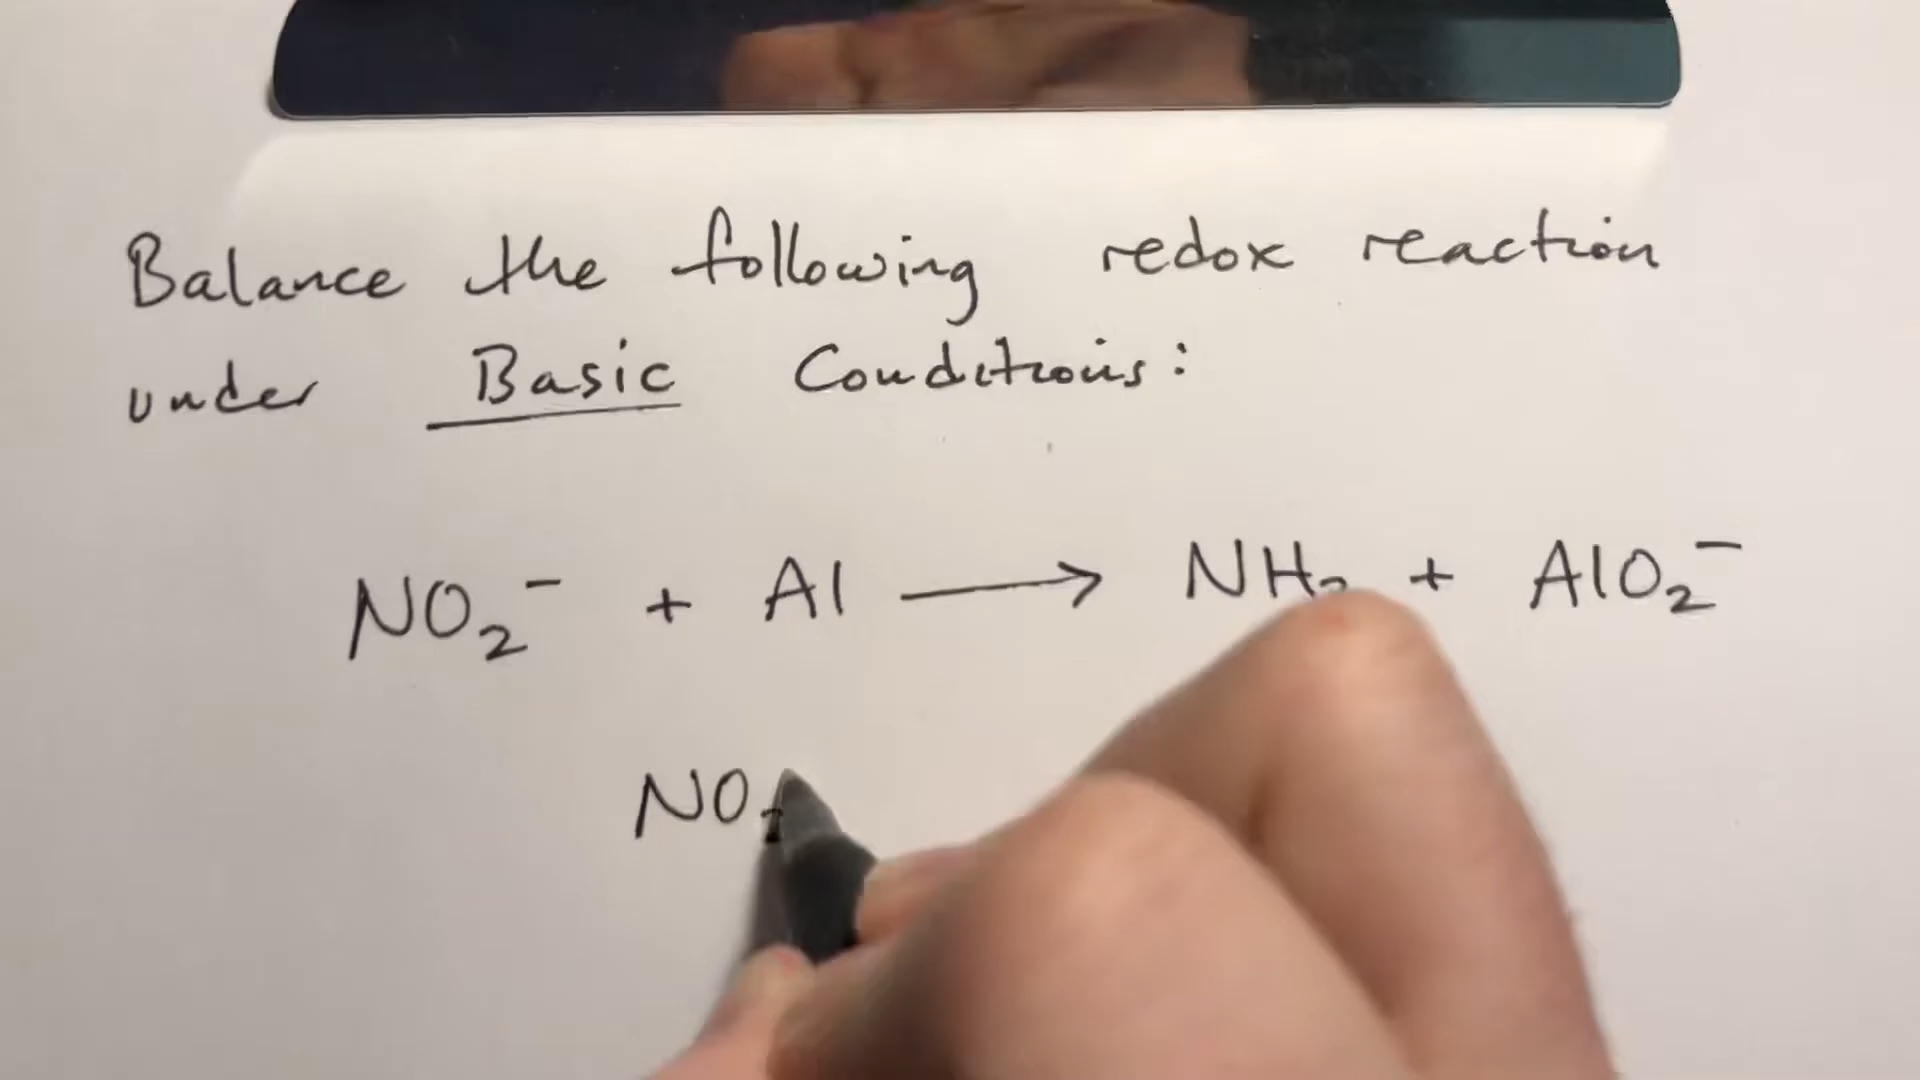 Balance the following redox reaction
under Basic Conditions:
NO₂⁻ + Al ⟶ NH₃ + AlO₂⁻
NO₂